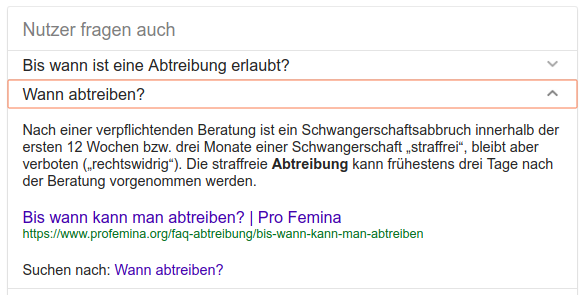 Nutzer fragen auch
Bis wann ist eine Abtreibung erlaubt?
Wann abtreiben?
Nach einer verpflichtenden Beratung ist ein Schwangerschaftsabbruch innerhalb der
ersten 12 Wochen bzw. drei Monate einer Schwangerschaft „straffrei“, bleibt aber
verboten („rechtswidrig“). Die straffreie Abtreibung kann frühestens drei Tage nach
der Beratung vorgenommen werden.
Bis wann kann man abtreiben? | Pro Femina
https://www.profemina.org/faq-abtreibung/bis-wann-kann-man-abtreiben
Suchen nach: Wann abtreiben?